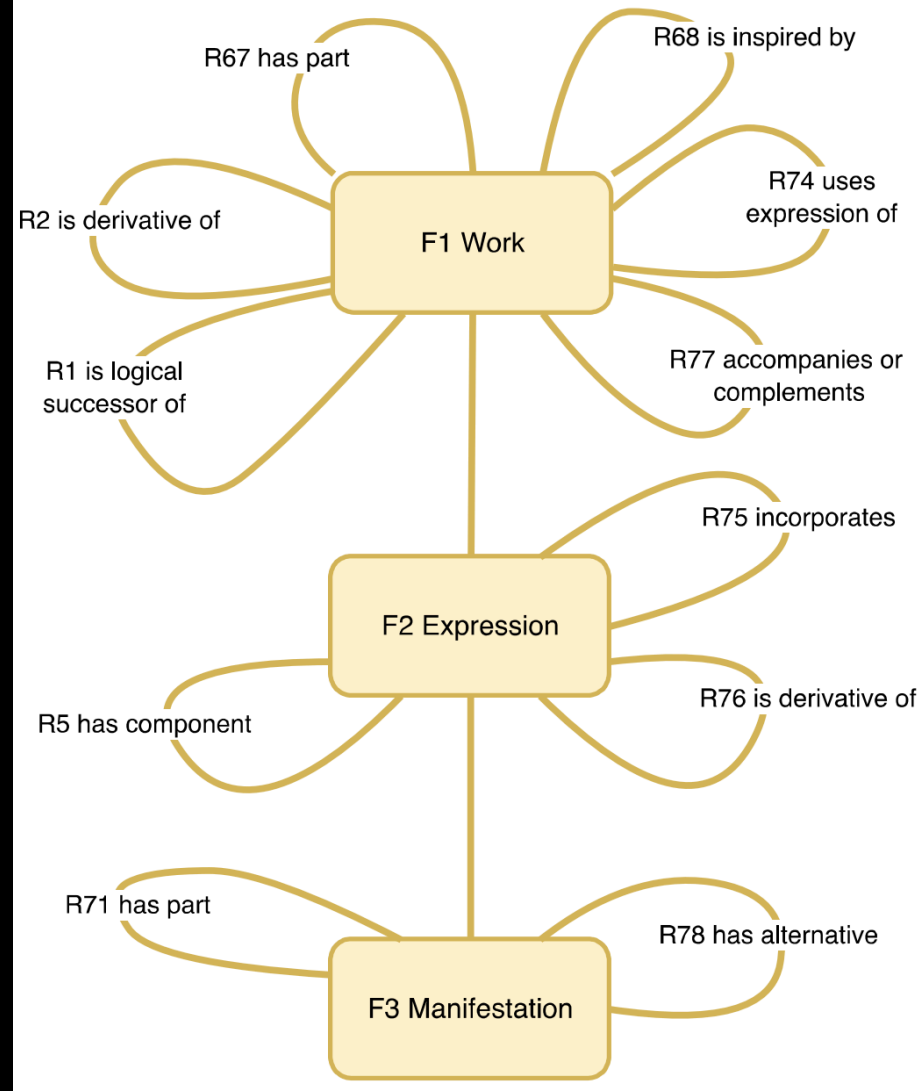 R67 has part
R68 is inspired by
R2 is derivative of
F1 Work
R74 uses
expression of
R1 is logical
successor of
R77 accompanies or
complements
R75 incorporates
F2 Expression
R5 has component
R76 is derivative of
R71 has part
R78 has alternative
F3 Manifestation